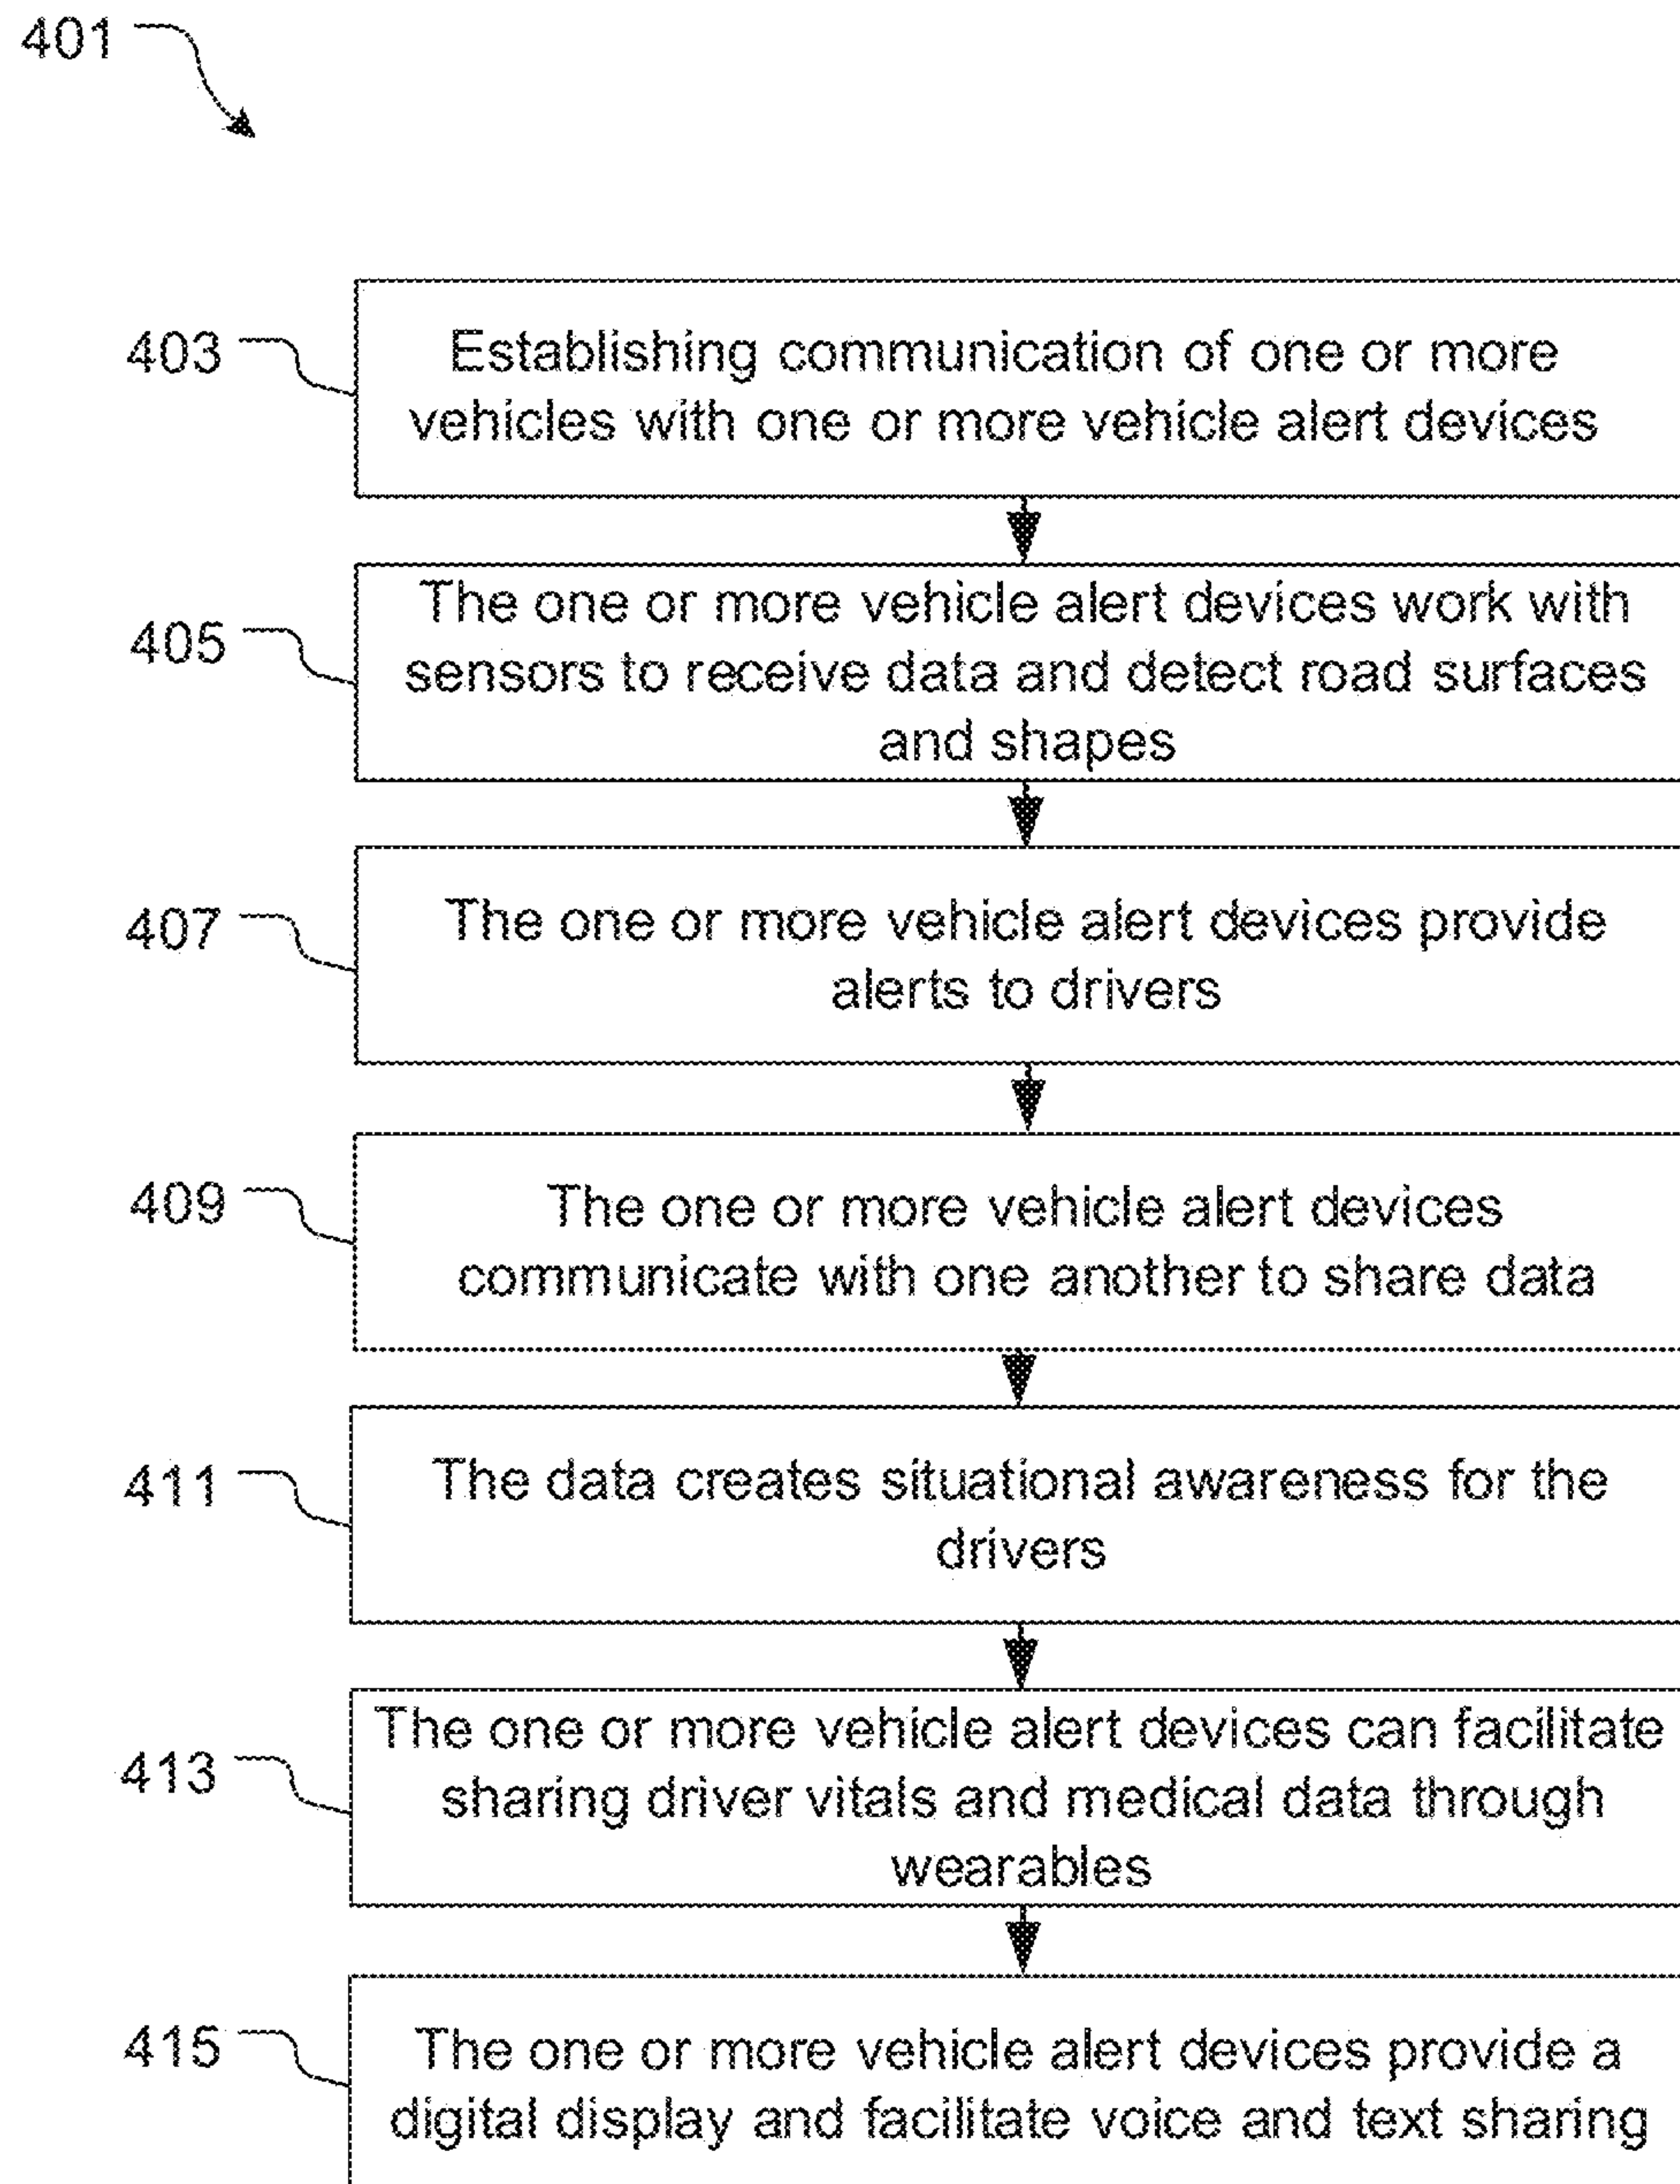 401
403
Establishing communication of one or more
vehicles with one or more vehicle alert devices
405
The one or more vehicle alert devices work with
sensors to receive data and detect road surfaces
and shapes
407
The one or more vehicle alert devices provide
alerts to drivers
409
The one or more vehicle alert devices
communicate with one another to share data
411
The data creates situational awareness for the
drivers
413
The one or more vehicle alert devices can facilitate
sharing driver vitals and medical data through
wearables
415
The one or more vehicle alert devices provide a
digital display and facilitate voice and text sharing